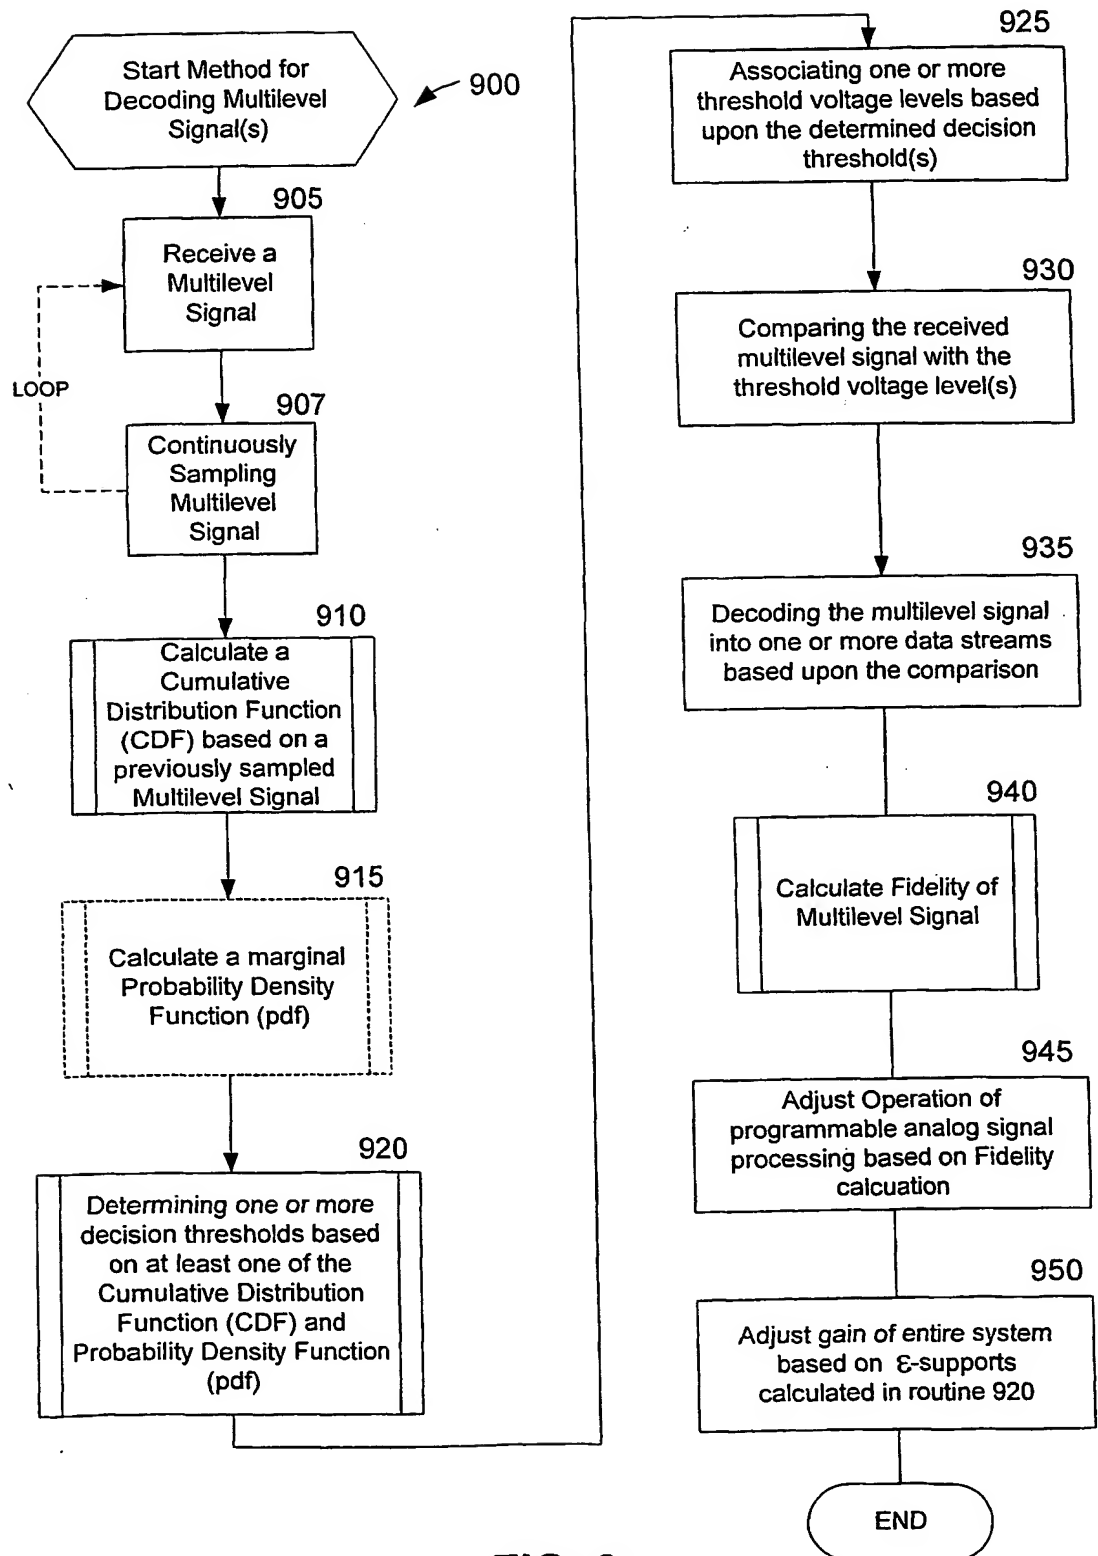 Start Method for
Decoding Multilevel
Signal(s)
900
905
Receive a
Multilevel
Signal
LOOP
907
Continuously
Sampling
Multilevel
Signal
910
Calculate a
Cumulative
Distribution Function
(CDF) based on a
previously sampled
Multilevel Signal
915
Calculate a marginal
Probability Density
Function (pdf)
920
Determining one or more
decision thresholds based
on at least one of the
Cumulative Distribution
Function (CDF) and
Probability Density Function
(pdf)
925
Associating one or more
threshold voltage levels based
upon the determined decision
threshold(s)
930
Comparing the received
multilevel signal with the
threshold voltage level(s)
935
Decoding the multilevel signal
into one or more data streams
based upon the comparison
940
Calculate Fidelity of
Multilevel Signal
945
Adjust Operation of
programmable analog signal
processing based on Fidelity
calcuation
950
Adjust gain of entire system
based on ε-supports
calculated in routine 920
END